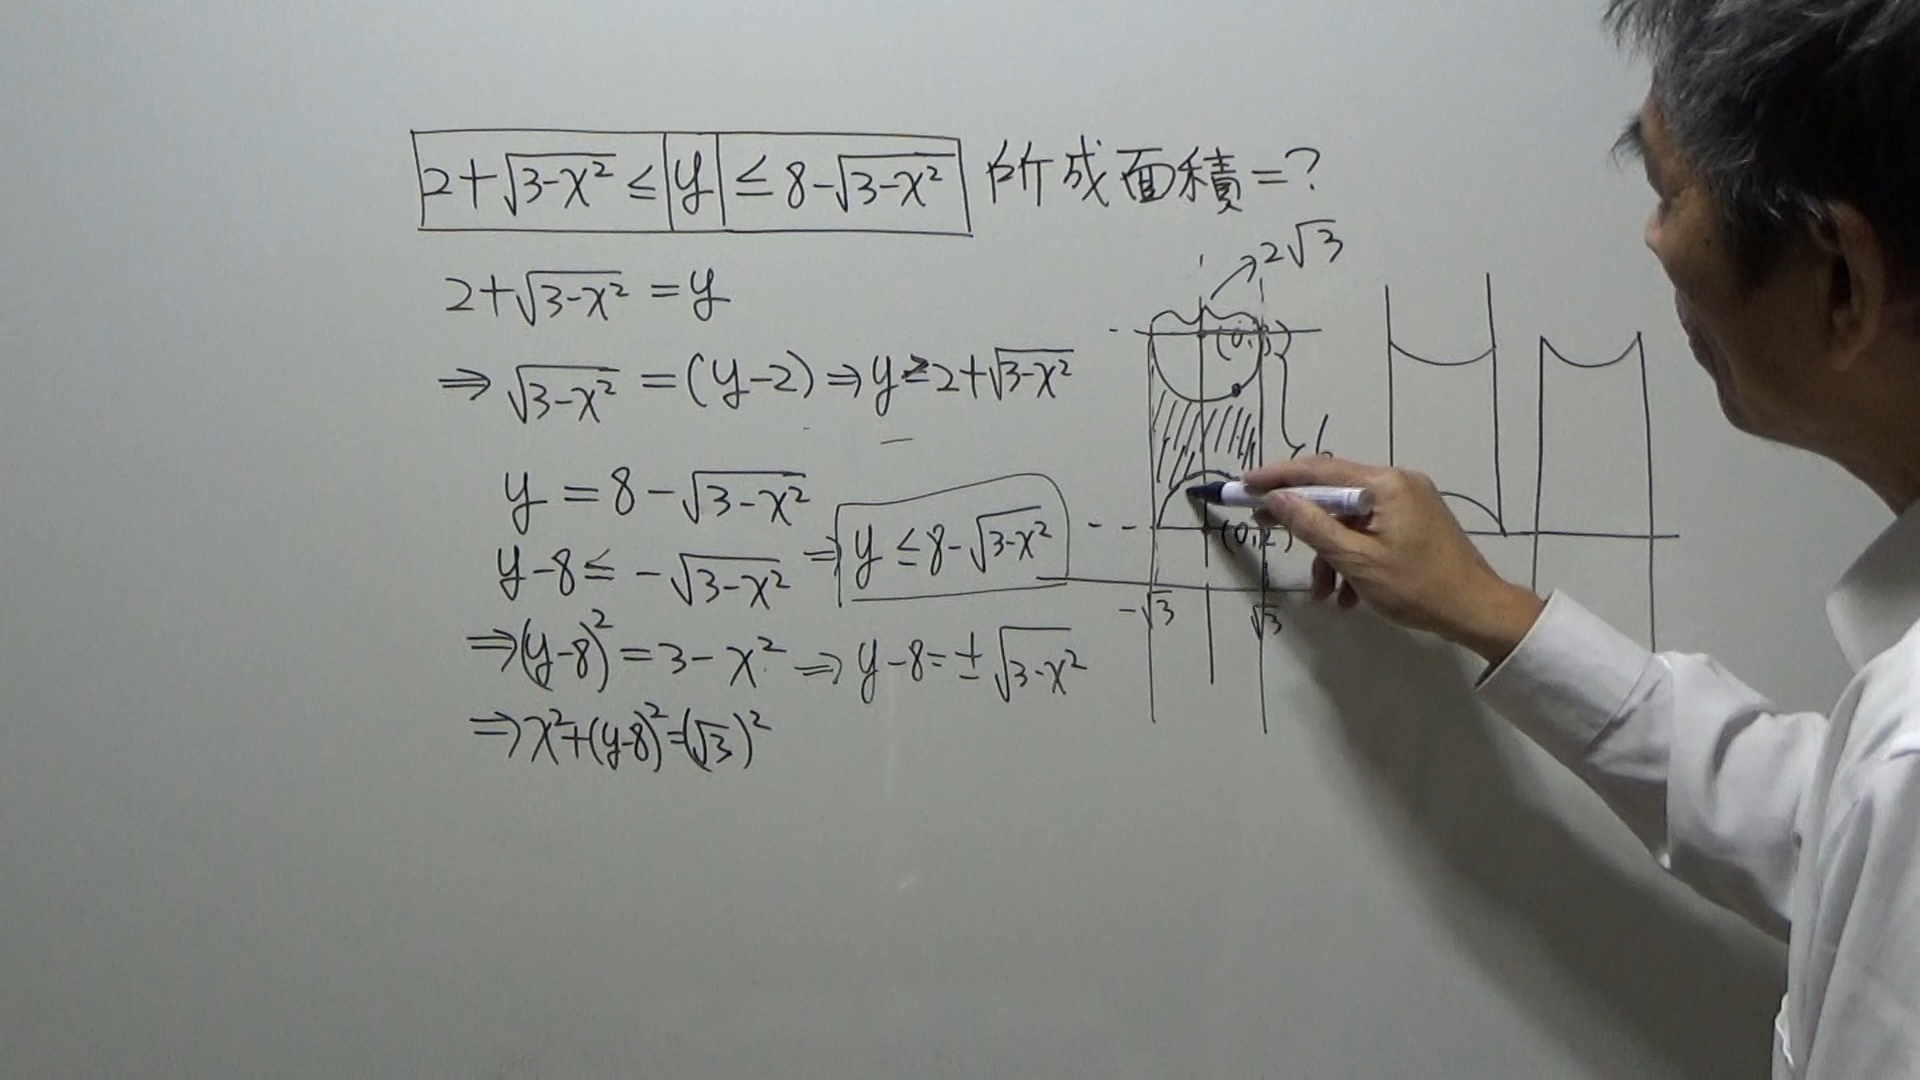 2+√(3-x²) ≤ y ≤ 8-√(3-x²) 所成面積=?
2+√(3-x²) = y
⇒ √(3-x²) = (y-2) ⇒ y≥2+√(3-x²)
y = 8-√(3-x²)
y-8 ≤ -√(3-x²) ⇒ y ≤ 8-√(3-x²)
⇒ (y-8)² = 3-x² ⇒ y-8=±√(3-x²)
⇒ x²+(y-8)²=(√3)²
2√3
(0,8)
6
(0,2)
-√3 √3